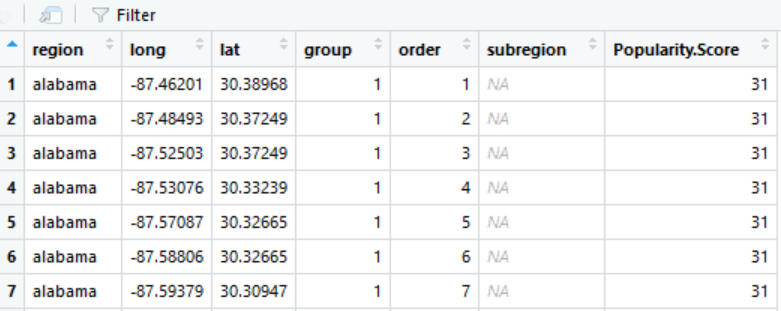 Filter
region long lat group order subregion Popularity.Score
1 alabama -87.46201 30.38968 1 1 NA 31
2 alabama -87.48493 30.37249 1 2 NA 31
3 alabama -87.52503 30.37249 1 3 NA 31
4 alabama -87.53076 30.33239 1 4 NA 31
5 alabama -87.57087 30.32665 1 5 NA 31
6 alabama -87.58806 30.32665 1 6 NA 31
7 alabama -87.59379 30.30947 1 7 NA 31